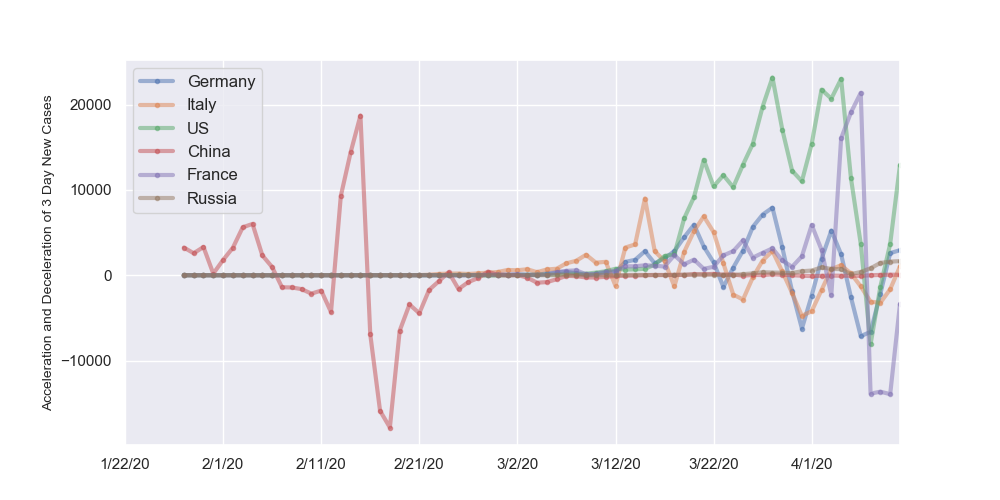 Acceleration and Deceleration of 3 Day New Cases
20000
10000
0
−10000
Germany
Italy
US
China
France
Russia
1/22/20 2/1/20 2/11/20 2/21/20 3/2/20 3/12/20 3/22/20 4/1/20